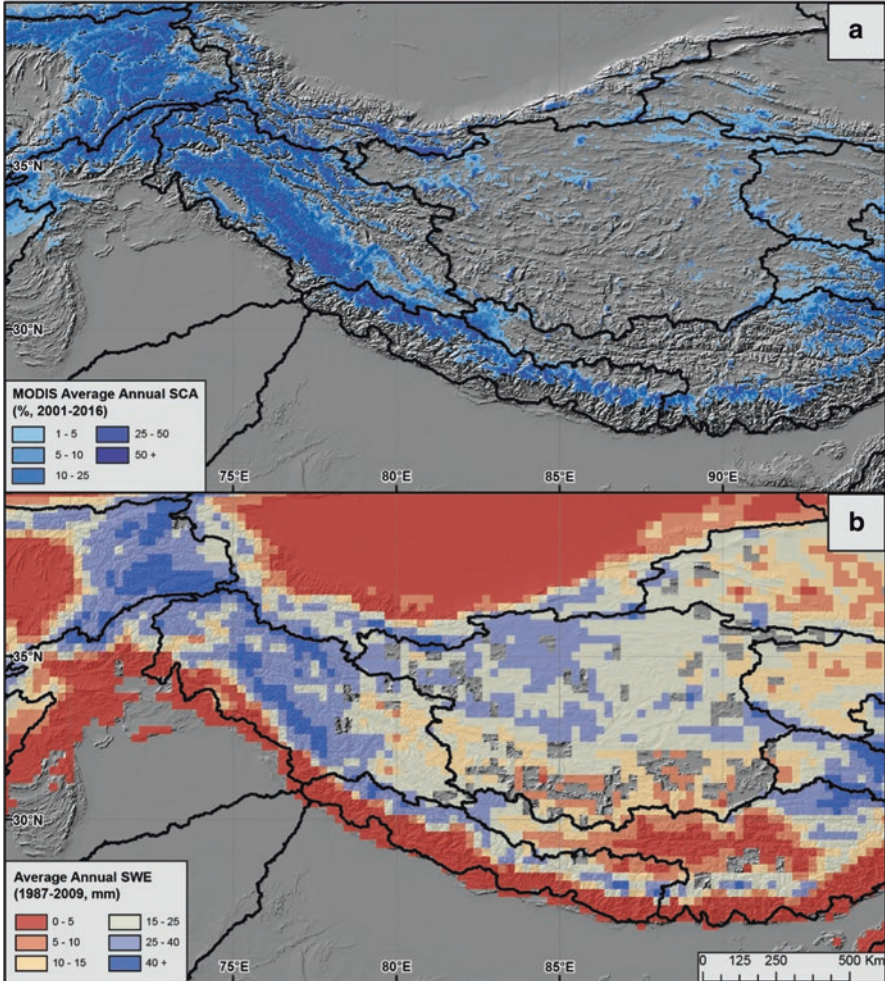 a
35°N
30°N
MODIS Average Annual SCA
(%, 2001-2016)
1 - 5
25 - 50
5 - 10
50 +
10 - 25
75°E
80°E
85°E
90°E
b
35°N
30°N
Average Annual SWE
(1987-2009, mm)
0 - 5
15 - 25
5 - 10
25 - 40
10 - 15
40 +
75°E
80°E
85°E
0 125 250 500 Km